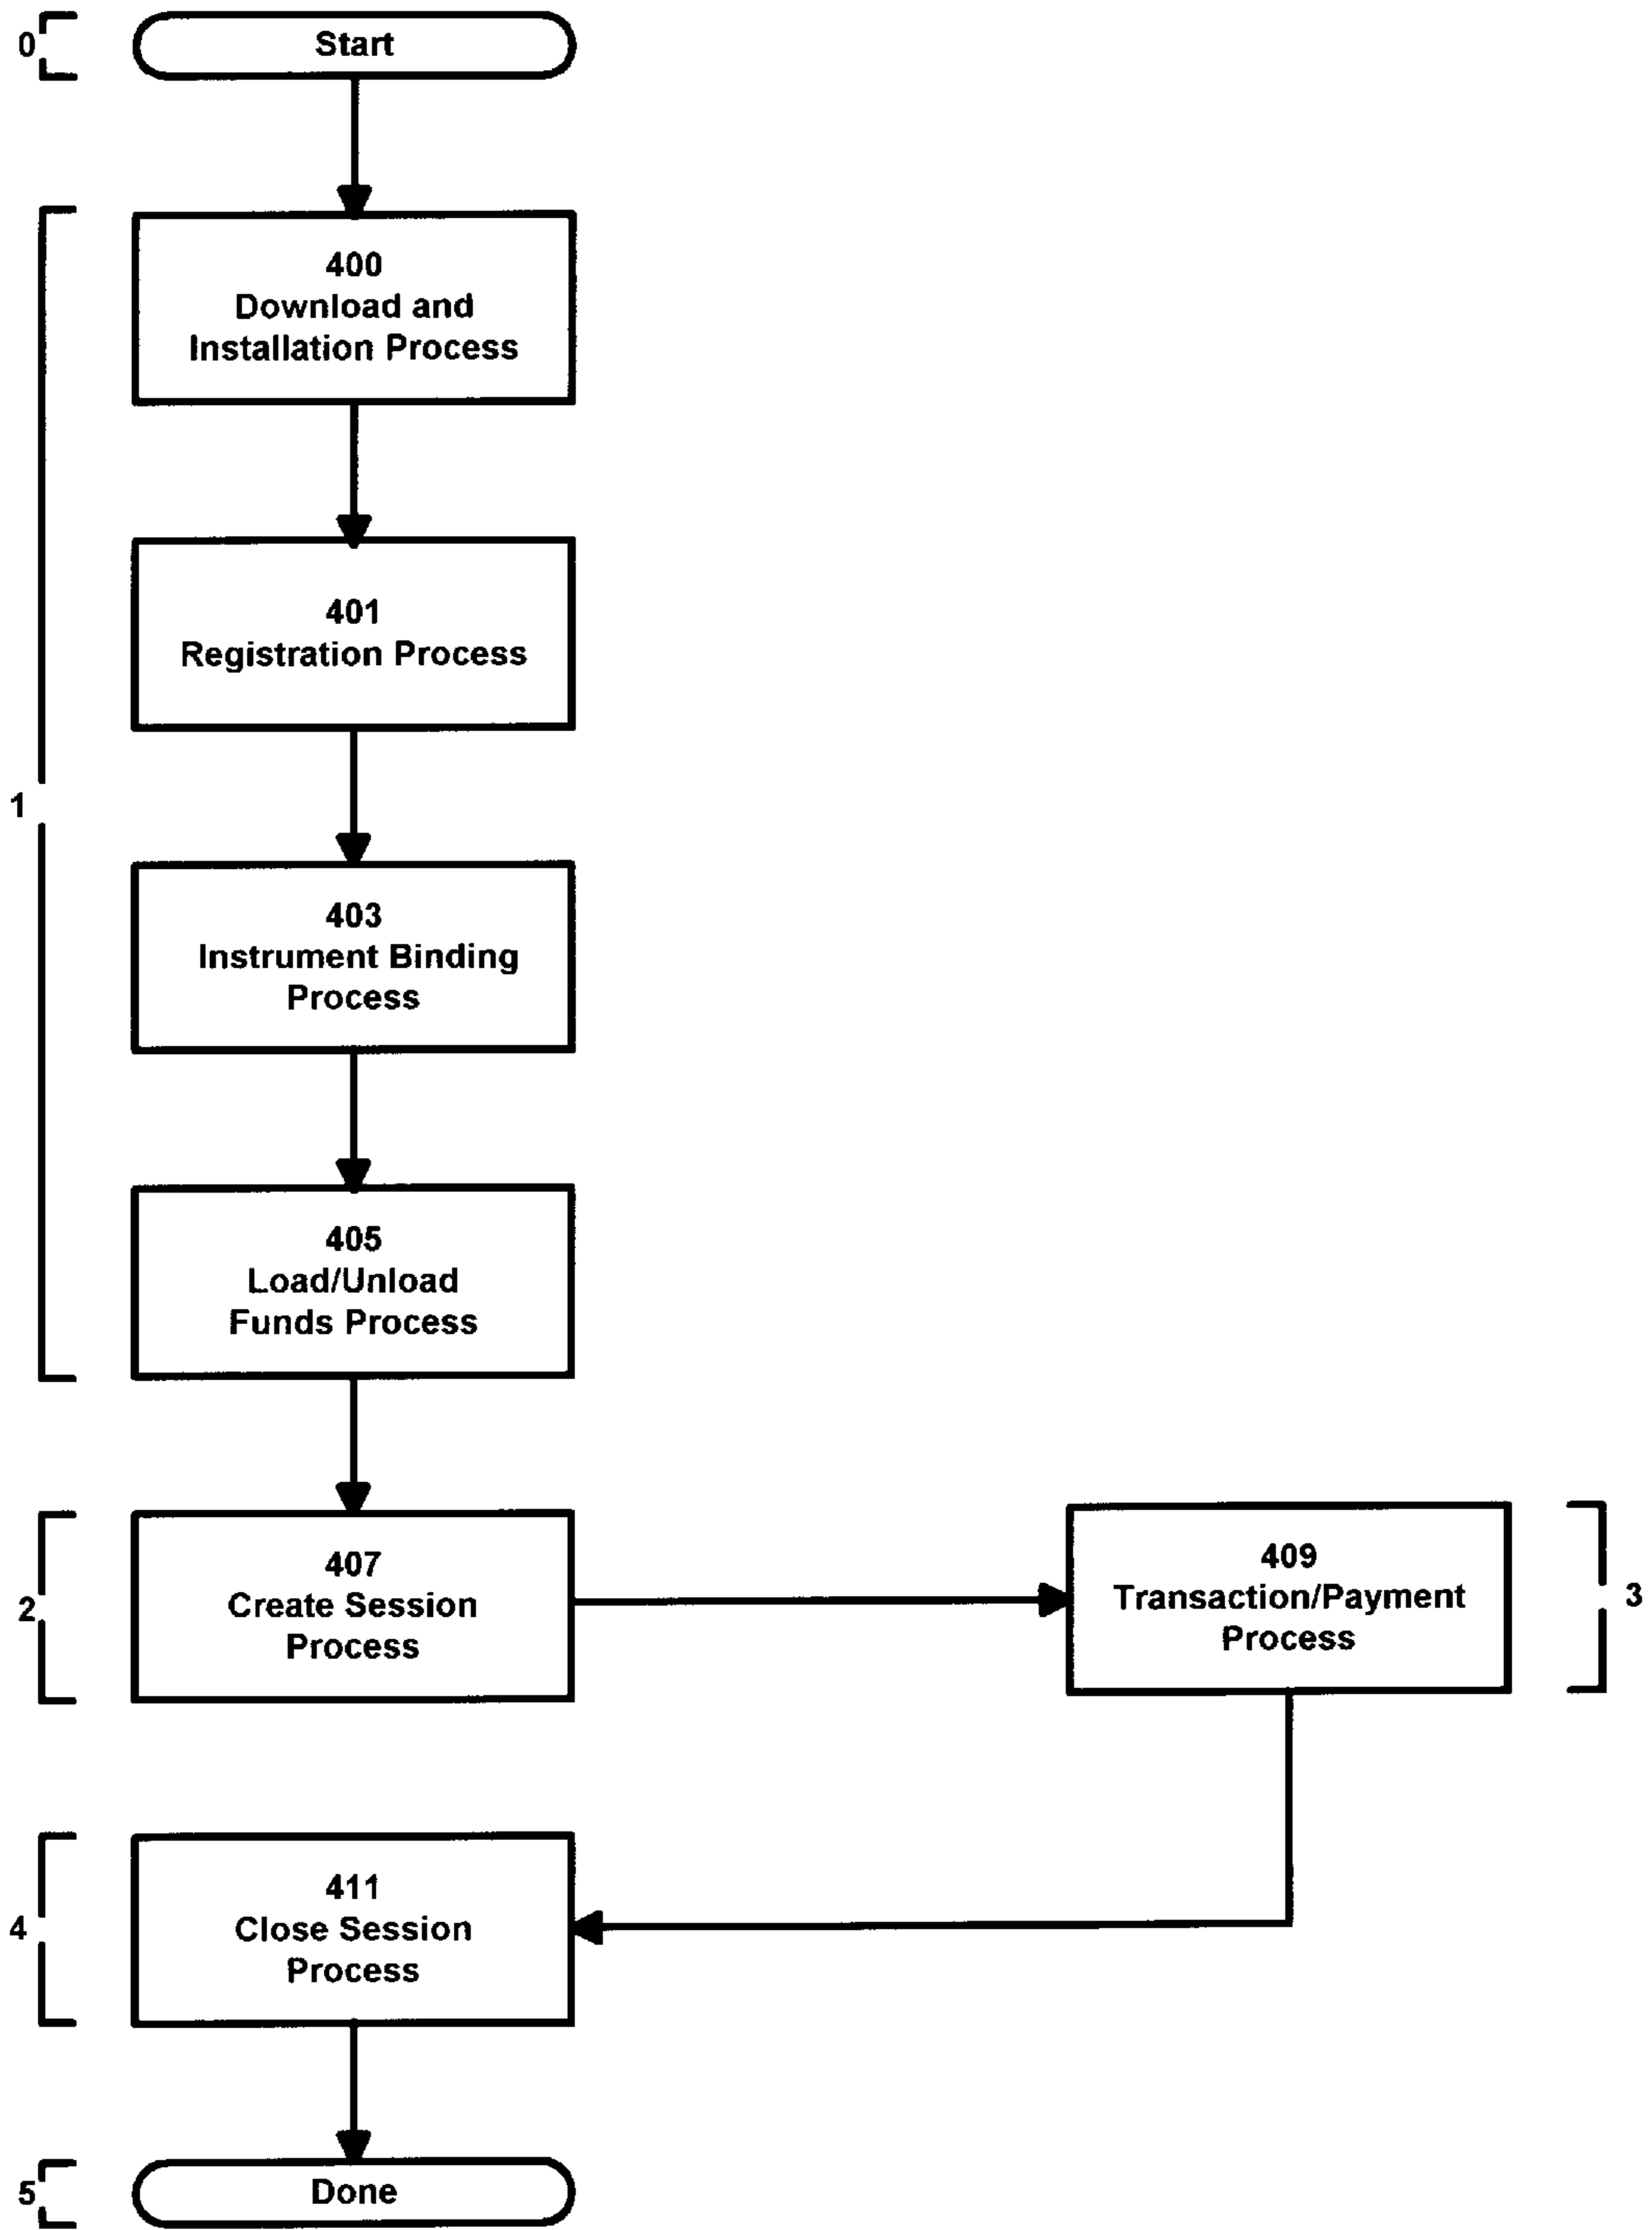 0
Start
400
Download and
Installation Process
401
Registration Process
1
403
Instrument Binding
Process
405
Load/Unload
Funds Process
2
407
Create Session
Process
409
Transaction/Payment
Process
3
4
411
Close Session
Process
5
Done